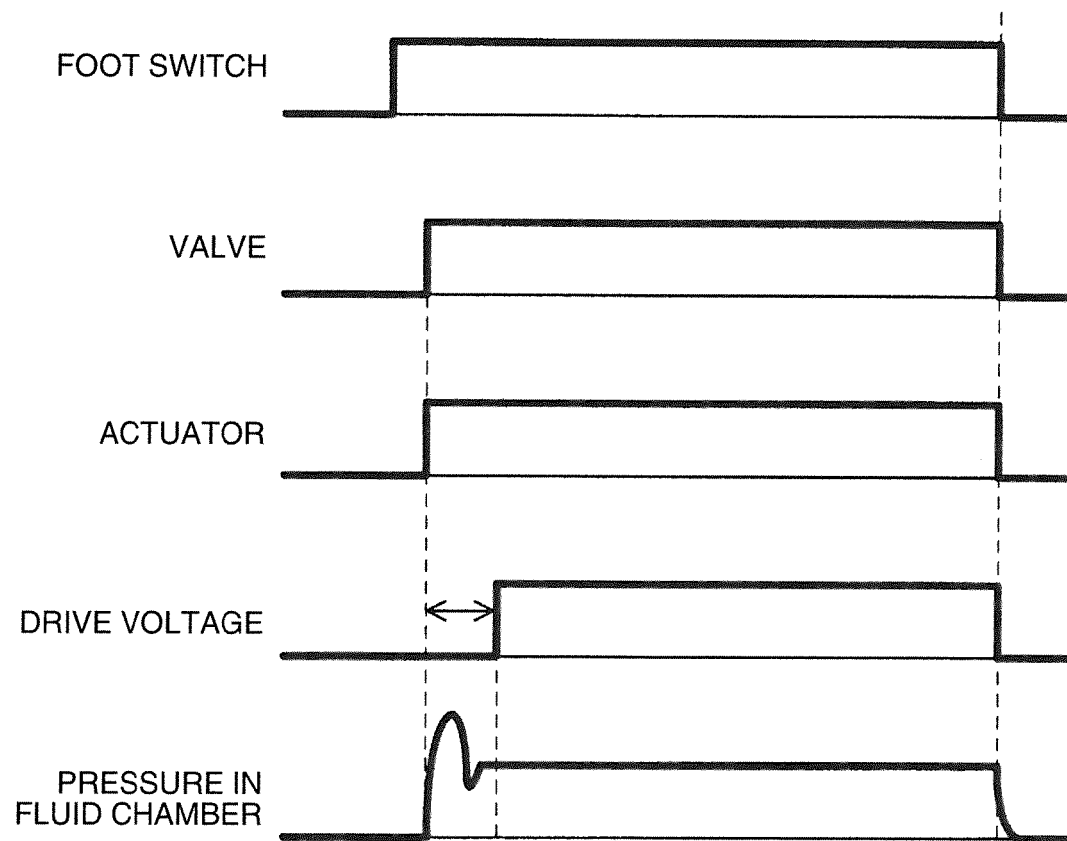 FOOT SWITCH
VALVE
ACTUATOR
DRIVE VOLTAGE
PRESSURE IN
FLUID CHAMBER